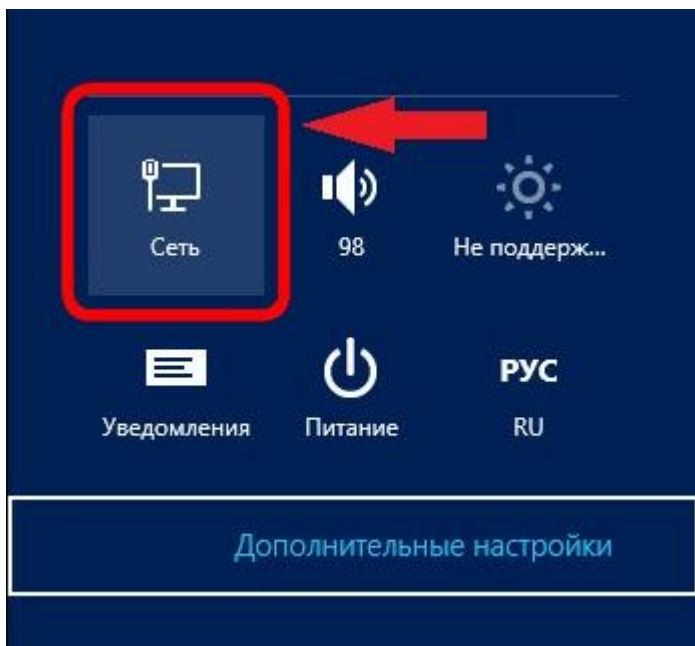 Сеть
98
Не поддерж...
Уведомления
Питание
РУС
RU
Дополнительные настройки